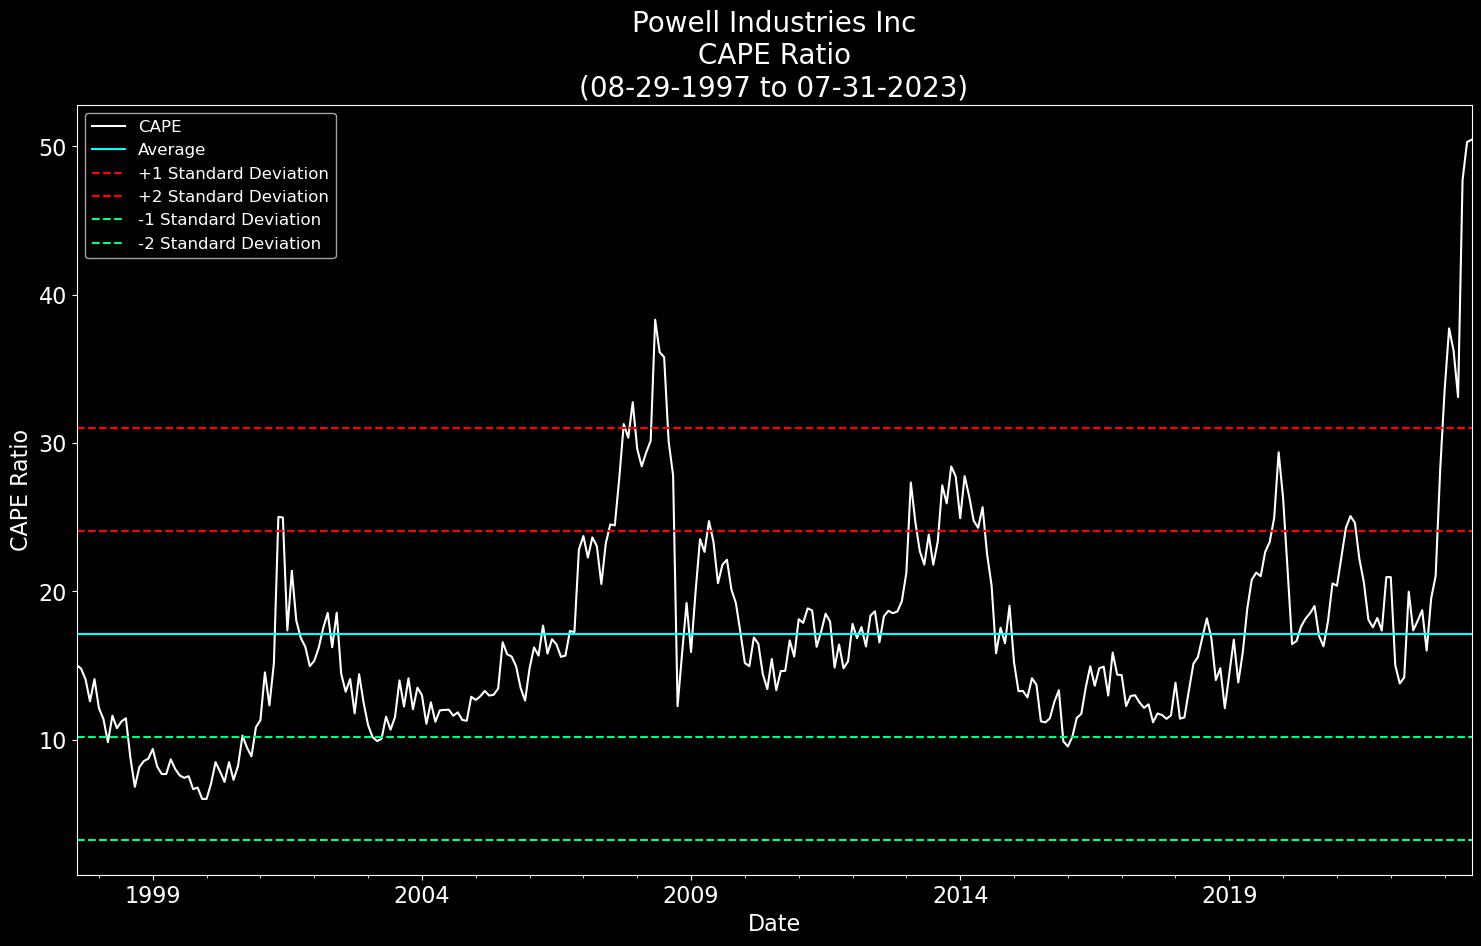 Powell Industries Inc
CAPE Ratio
(08-29-1997 to 07-31-2023)
CAPE
Average
+1 Standard Deviation
+2 Standard Deviation
-1 Standard Deviation
-2 Standard Deviation
50
40
30
20
10
CAPE Ratio
1999 2004 2009 2014 2019
Date